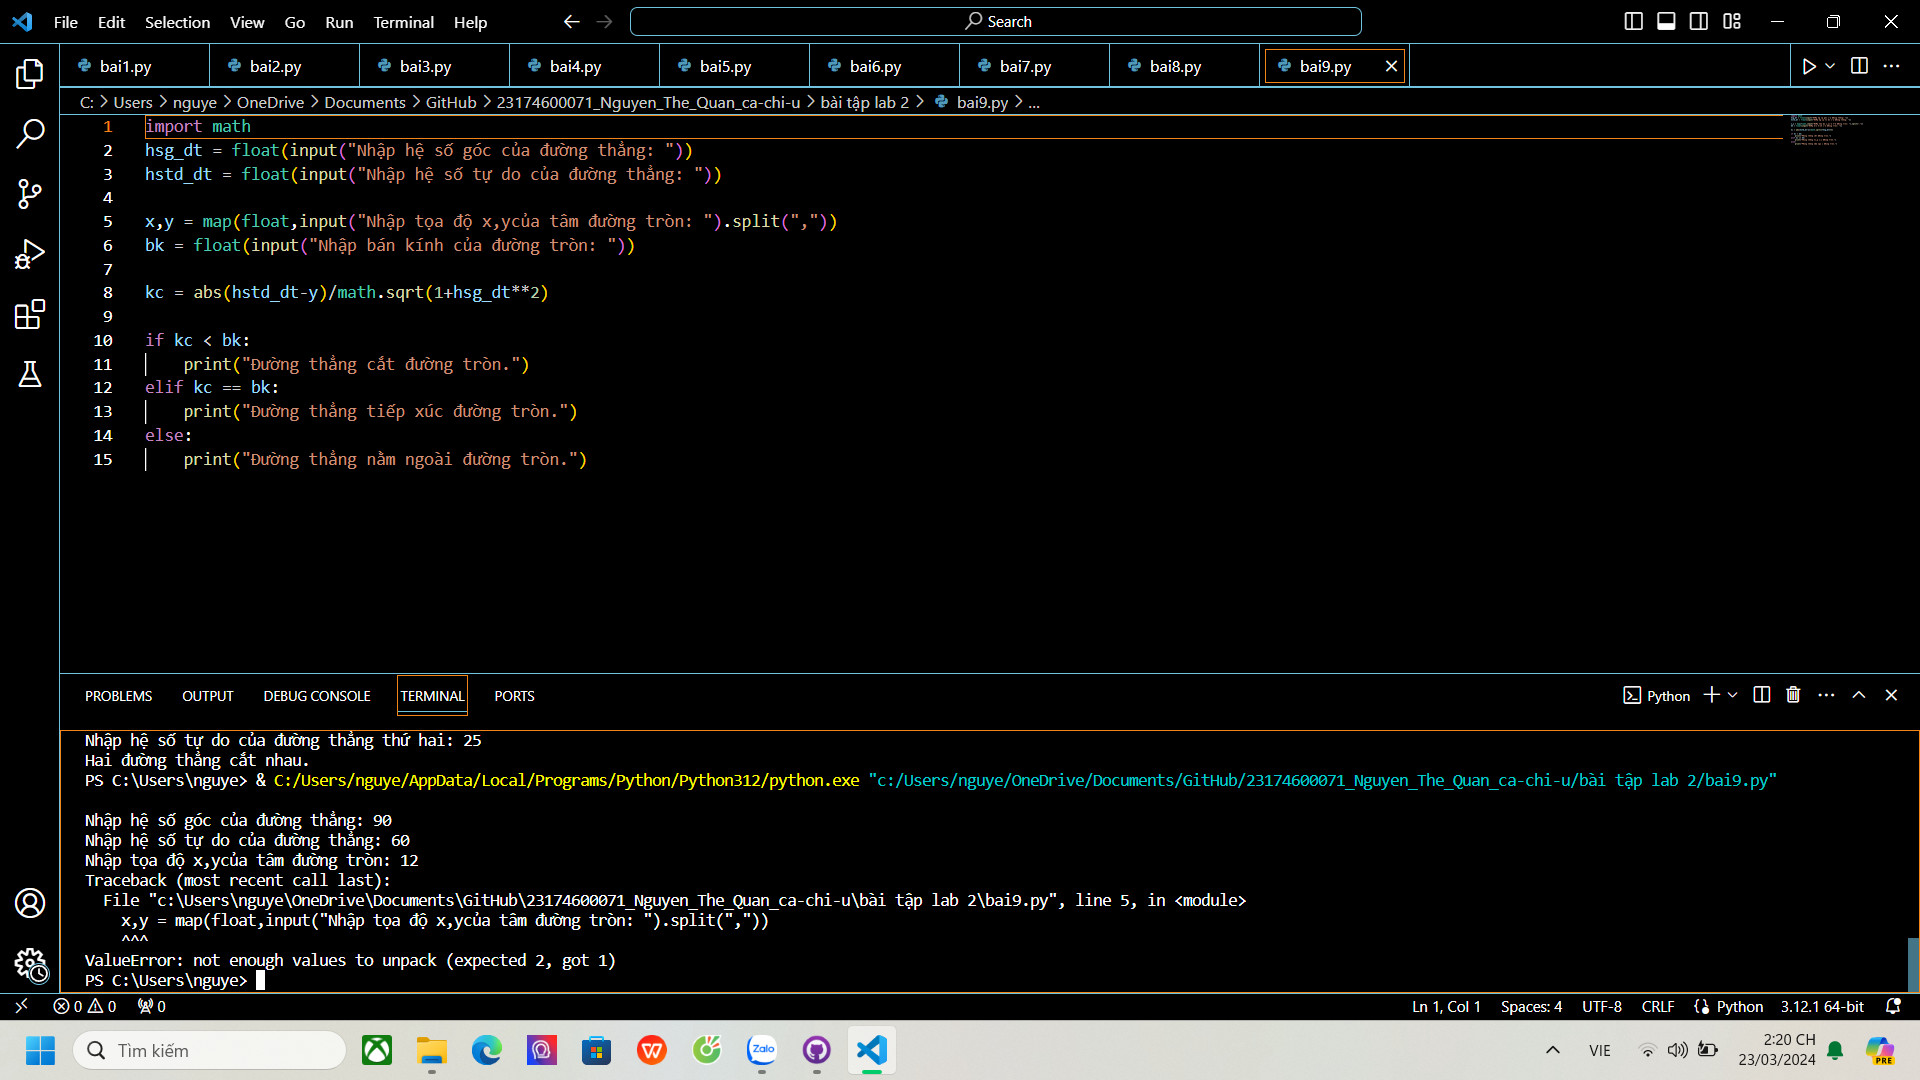 File Edit Selection View Go Run Terminal Help
Search
bai1.py bai2.py bai3.py bai4.py bai5.py bai6.py bai7.py bai8.py bai9.py
C: > Users > nguye > OneDrive > Documents > GitHub > 23174600071_Nguyen_The_Quan_ca-chi-u > bài tập lab 2 > bai9.py > ...
1 import math
2 hsg_dt = float(input("Nhập hệ số góc của đường thẳng: "))
3 hstd_dt = float(input("Nhập hệ số tự do của đường thẳng: "))
4
5 x,y = map(float,input("Nhập tọa độ x,ycủa tâm đường tròn: ").split(","))
6 bk = float(input("Nhập bán kính của đường tròn: "))
7
8 kc = abs(hstd_dt-y)/math.sqrt(1+hsg_dt**2)
9
10 if kc < bk:
11     print("Đường thẳng cắt đường tròn.")
12 elif kc == bk:
13     print("Đường thẳng tiếp xúc đường tròn.")
14 else:
15     print("Đường thẳng nằm ngoài đường tròn.")
PROBLEMS OUTPUT DEBUG CONSOLE TERMINAL PORTS
Python
Nhập hệ số tự do của đường thẳng thứ hai: 25
Hai đường thẳng cắt nhau.
PS C:\Users\nguye> & C:/Users/nguye/AppData/Local/Programs/Python/Python312/python.exe "c:/Users/nguye/OneDrive/Documents/GitHub/23174600071_Nguyen_The_Quan_ca-chi-u/bài tập lab 2/bai9.py"
Nhập hệ số góc của đường thẳng: 90
Nhập hệ số tự do của đường thẳng: 60
Nhập tọa độ x,ycủa tâm đường tròn: 12
Traceback (most recent call last):
  File "c:\Users\nguye\OneDrive\Documents\GitHub\23174600071_Nguyen_The_Quan_ca-chi-u\bài tập lab 2\bai9.py", line 5, in <module>
    x,y = map(float,input("Nhập tọa độ x,ycủa tâm đường tròn: ").split(","))
    ^^^
ValueError: not enough values to unpack (expected 2, got 1)
PS C:\Users\nguye>
0 0 0
Ln 1, Col 1 Spaces: 4 UTF-8 CRLF Python 3.12.1 64-bit
Tìm kiếm
Zalo
VIE
2:20 CH
23/03/2024
PRE